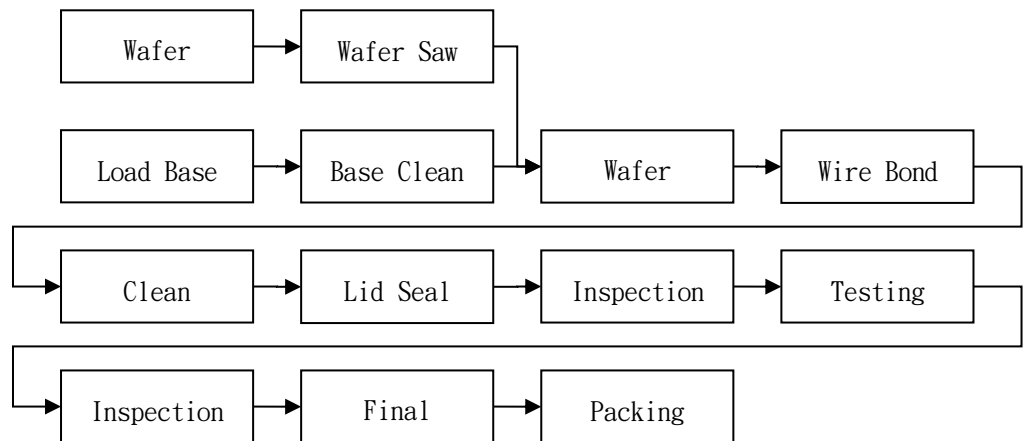 Wafer
Wafer Saw
Load Base
Base Clean
Wafer
Wire Bond
Clean
Lid Seal
Inspection
Testing
Inspection
Final
Packing